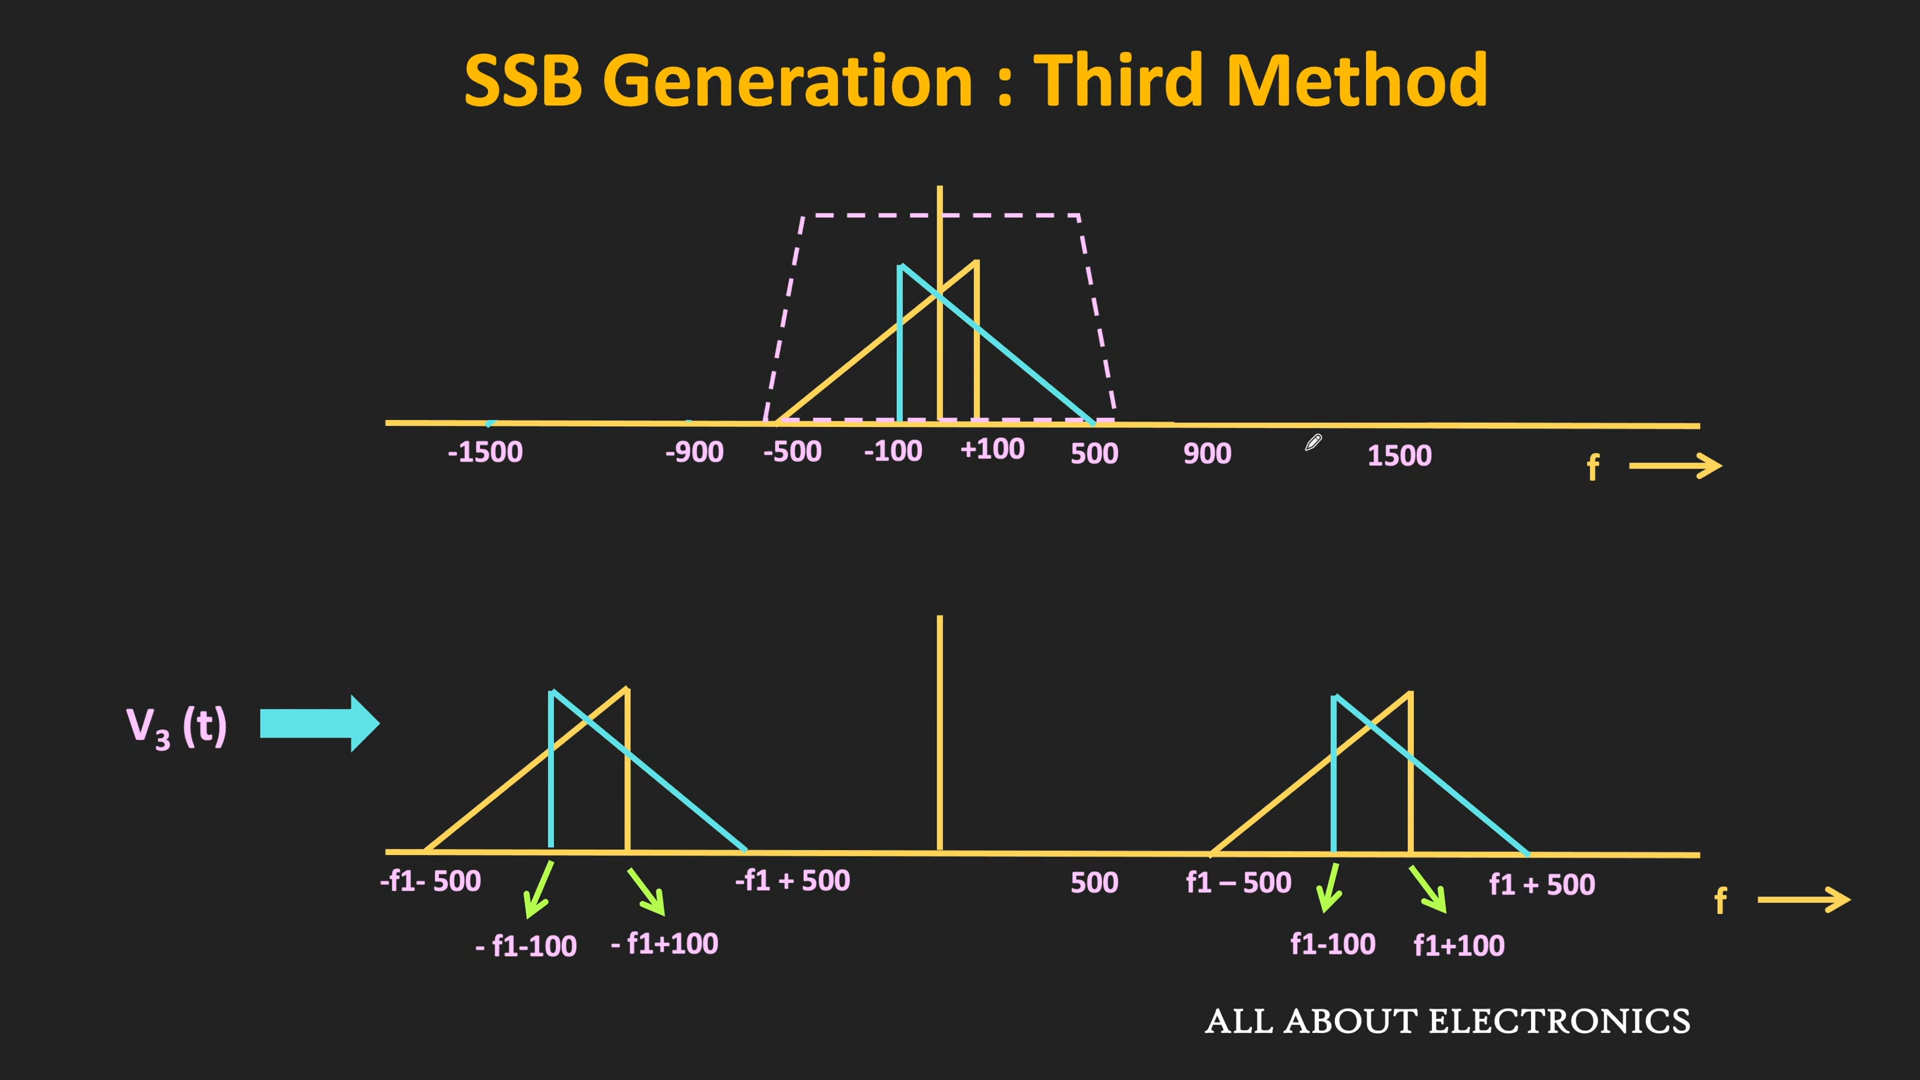 SSB Generation : Third Method
-1500 -900 -500 -100 +100 500 900 1500 f
V₃ (t)
-f1- 500 -f1 + 500 500 f1 – 500 f1 + 500 f
- f1-100 - f1+100 f1-100 f1+100
ALL ABOUT ELECTRONICS